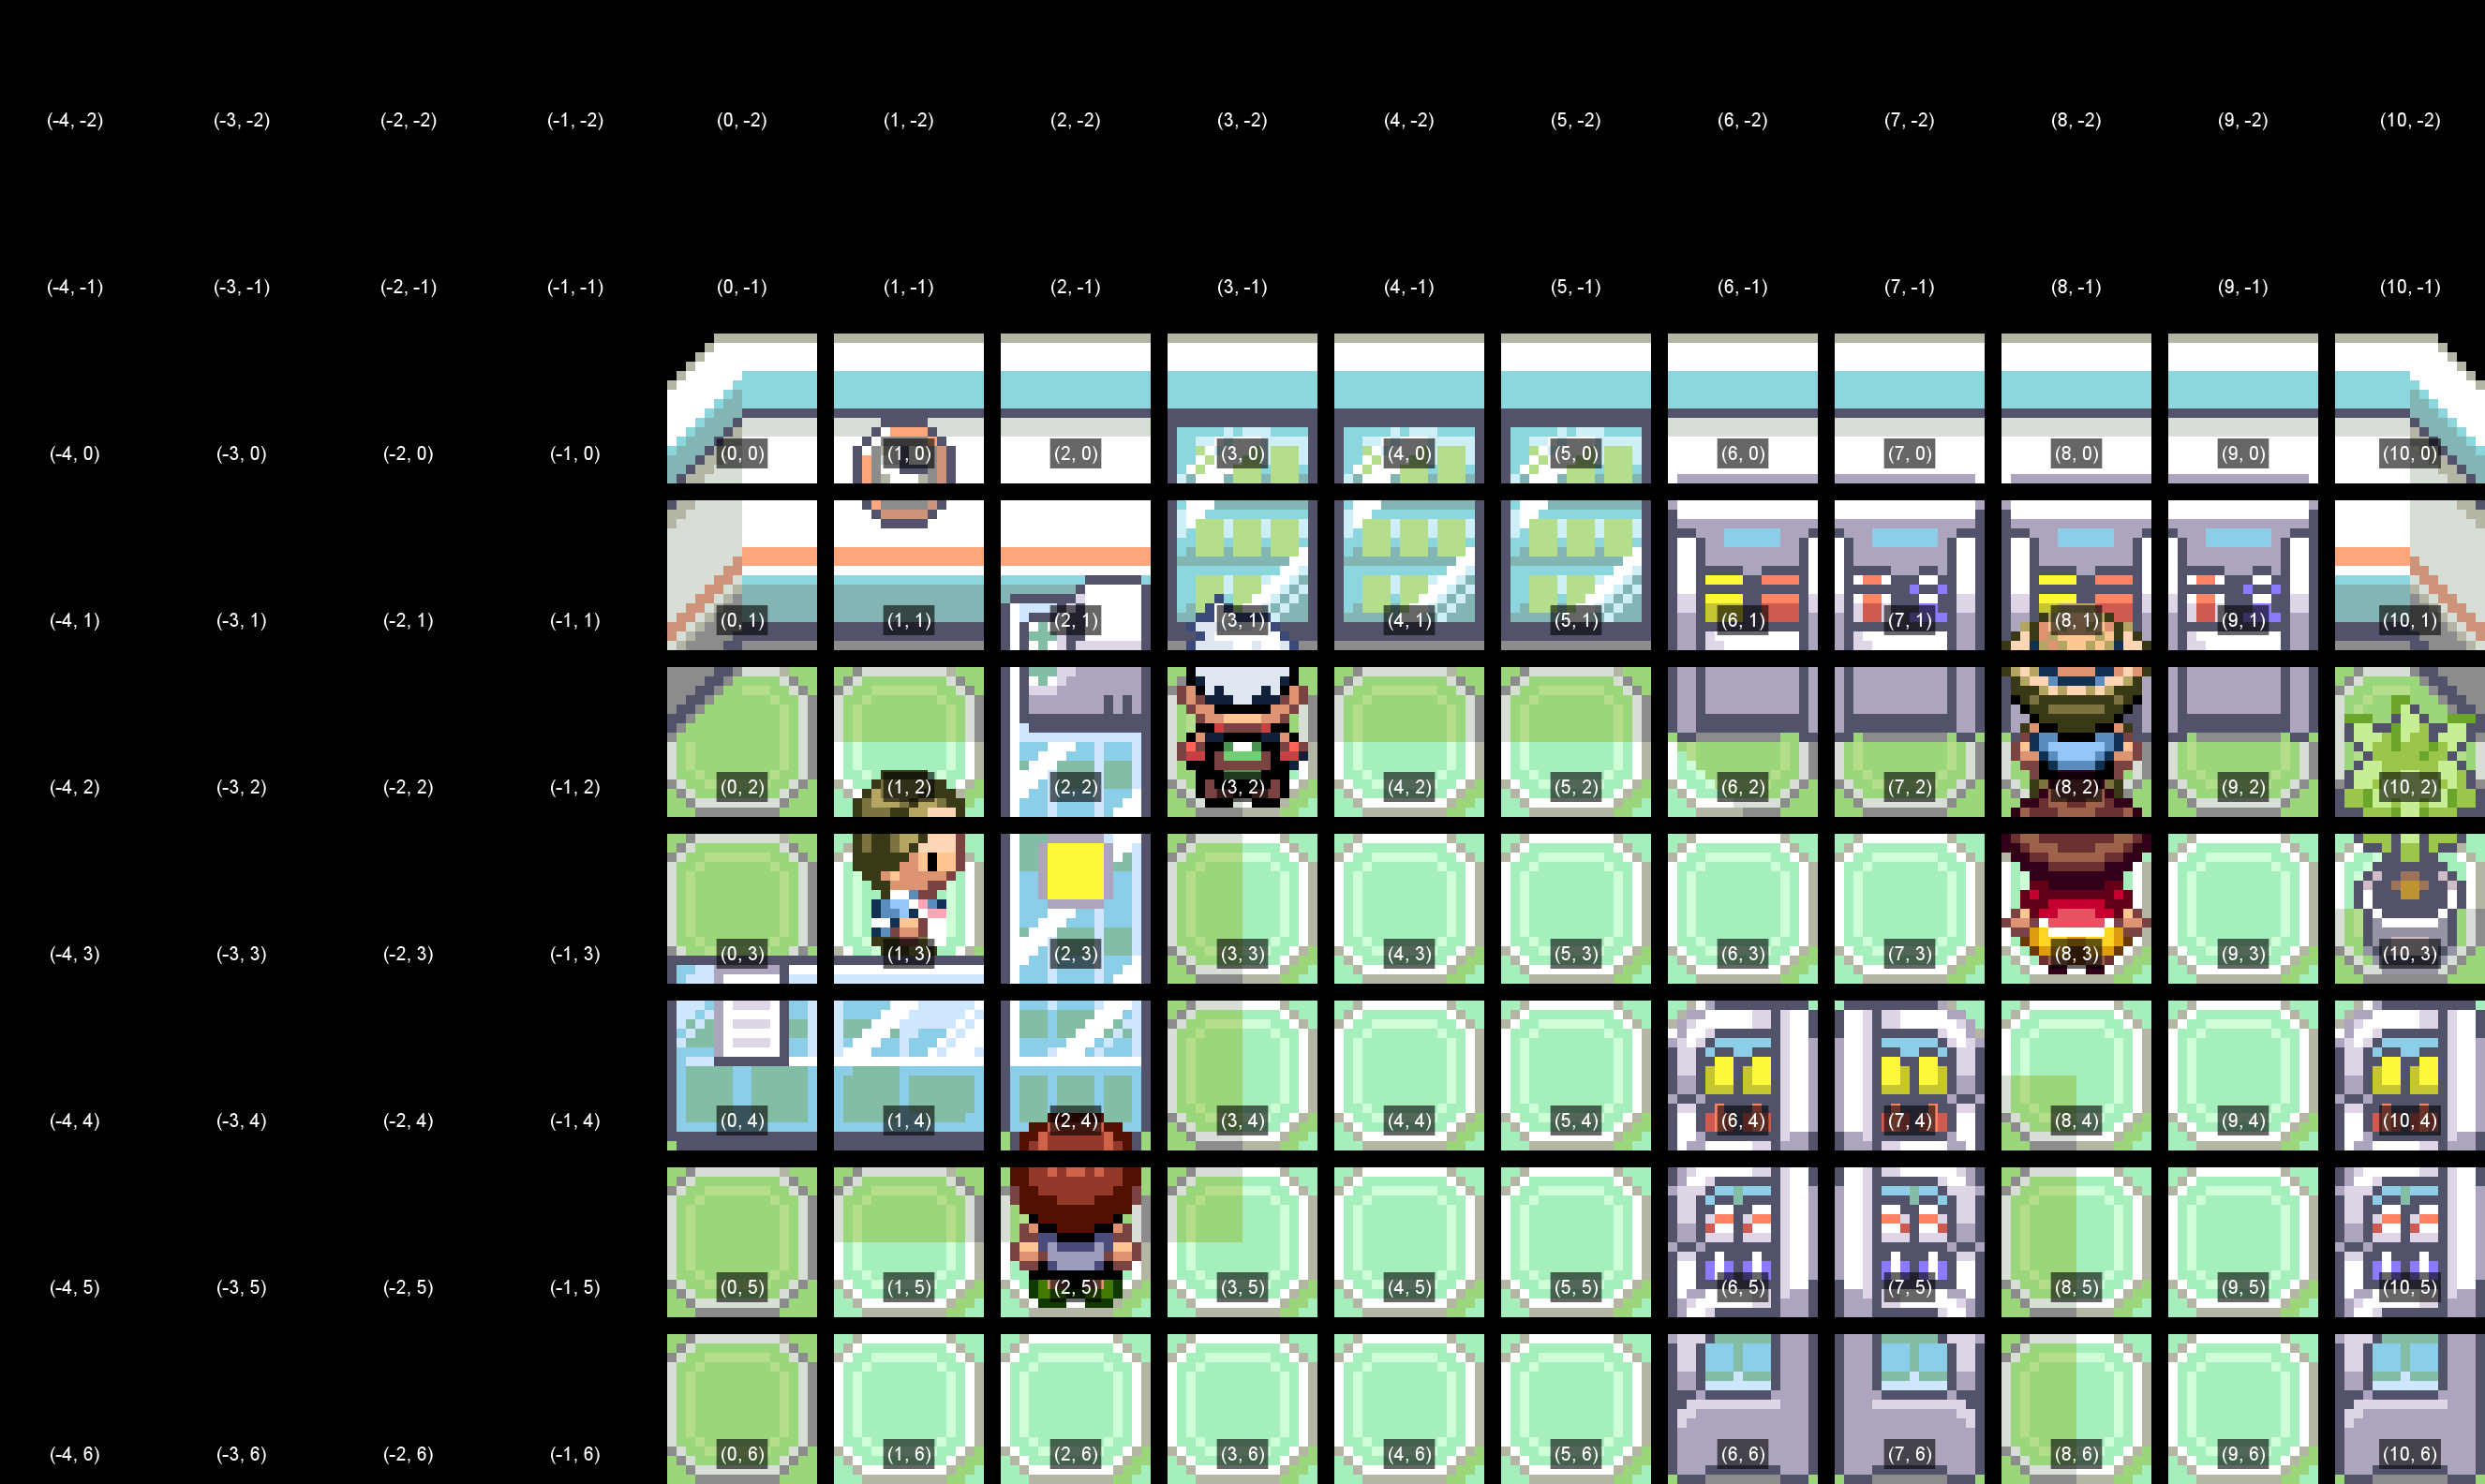 (-4, -2) (-3, -2) (-2, -2) (-1, -2) (0, -2) (1, -2) (2, -2) (3, -2) (4, -2) (5, -2) (6, -2) (7, -2) (8, -2) (9, -2) (10, -2)
(-4, -1) (-3, -1) (-2, -1) (-1, -1) (0, -1) (1, -1) (2, -1) (3, -1) (4, -1) (5, -1) (6, -1) (7, -1) (8, -1) (9, -1) (10, -1)
(-4, 0) (-3, 0) (-2, 0) (-1, 0) (0, 0) (1, 0) (2, 0) (3, 0) (4, 0) (5, 0) (6, 0) (7, 0) (8, 0) (9, 0) (10, 0)
(-4, 1) (-3, 1) (-2, 1) (-1, 1) (0, 1) (1, 1) (2, 1) (3, 1) (4, 1) (5, 1) (6, 1) (7, 1) (8, 1) (9, 1) (10, 1)
(-4, 2) (-3, 2) (-2, 2) (-1, 2) (0, 2) (1, 2) (2, 2) (3, 2) (4, 2) (5, 2) (6, 2) (7, 2) (8, 2) (9, 2) (10, 2)
(-4, 3) (-3, 3) (-2, 3) (-1, 3) (0, 3) (1, 3) (2, 3) (3, 3) (4, 3) (5, 3) (6, 3) (7, 3) (8, 3) (9, 3) (10, 3)
(-4, 4) (-3, 4) (-2, 4) (-1, 4) (0, 4) (1, 4) (2, 4) (3, 4) (4, 4) (5, 4) (6, 4) (7, 4) (8, 4) (9, 4) (10, 4)
(-4, 5) (-3, 5) (-2, 5) (-1, 5) (0, 5) (1, 5) (2, 5) (3, 5) (4, 5) (5, 5) (6, 5) (7, 5) (8, 5) (9, 5) (10, 5)
(-4, 6) (-3, 6) (-2, 6) (-1, 6) (0, 6) (1, 6) (2, 6) (3, 6) (4, 6) (5, 6) (6, 6) (7, 6) (8, 6) (9, 6) (10, 6)